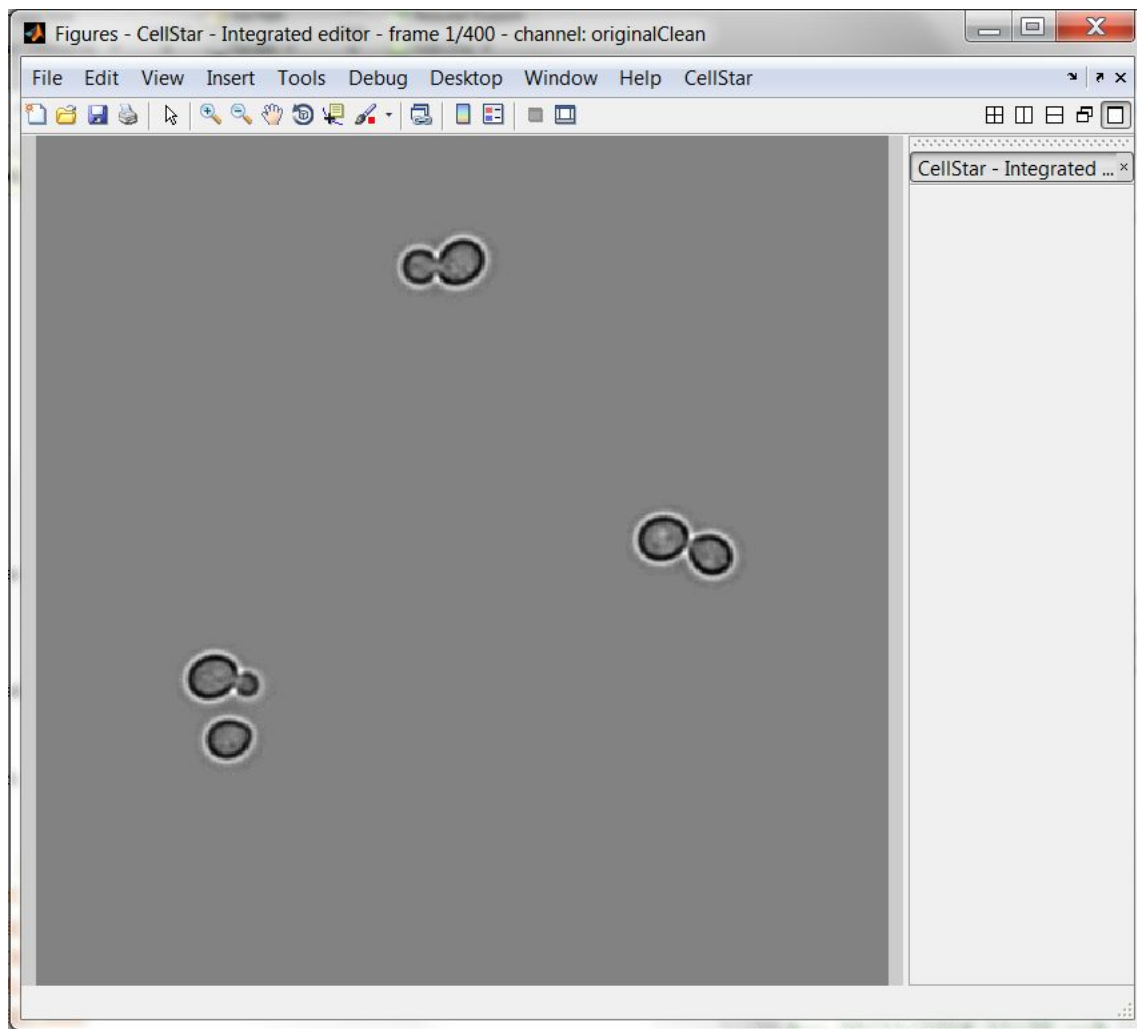 Figures - CellStar - Integrated editor - frame 1/400 - channel: originalClean
File Edit View Insert Tools Debug Desktop Window Help CellStar
CellStar - Integrated ...